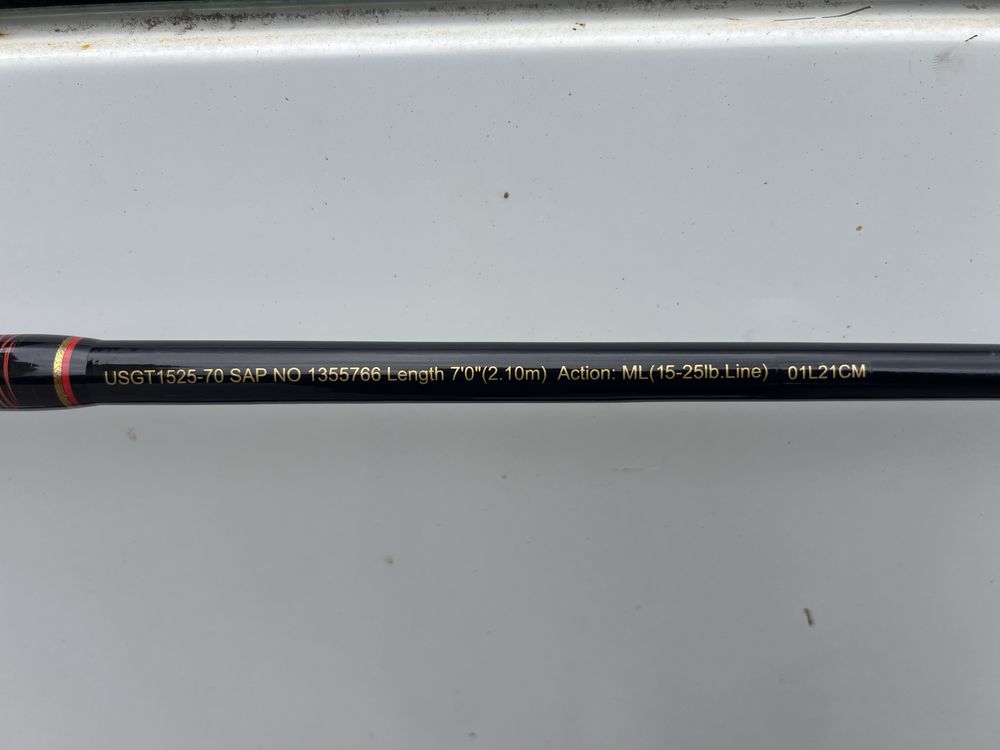 USGT1525-70 SAP NO 1355766 Length 7'0"(2.10m) Action: ML(15-25lb.Line) 01L21CM